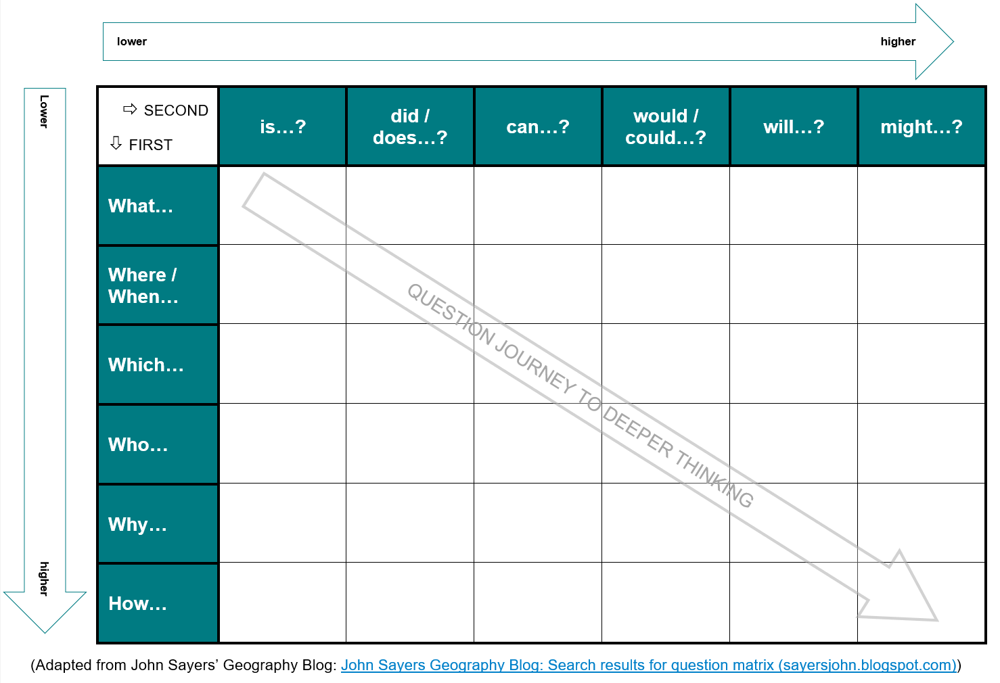 lower
higher
Lower
higher
⇨ SECOND
⇩ FIRST
is…?
did /
does…?
can…?
would /
could…?
will…?
might…?
What…
Where /
When…
Which…
Who…
Why…
How…
QUESTION JOURNEY TO DEEPER THINKING
(Adapted from John Sayers’ Geography Blog: John Sayers Geography Blog: Search results for question matrix (sayersjohn.blogspot.com))